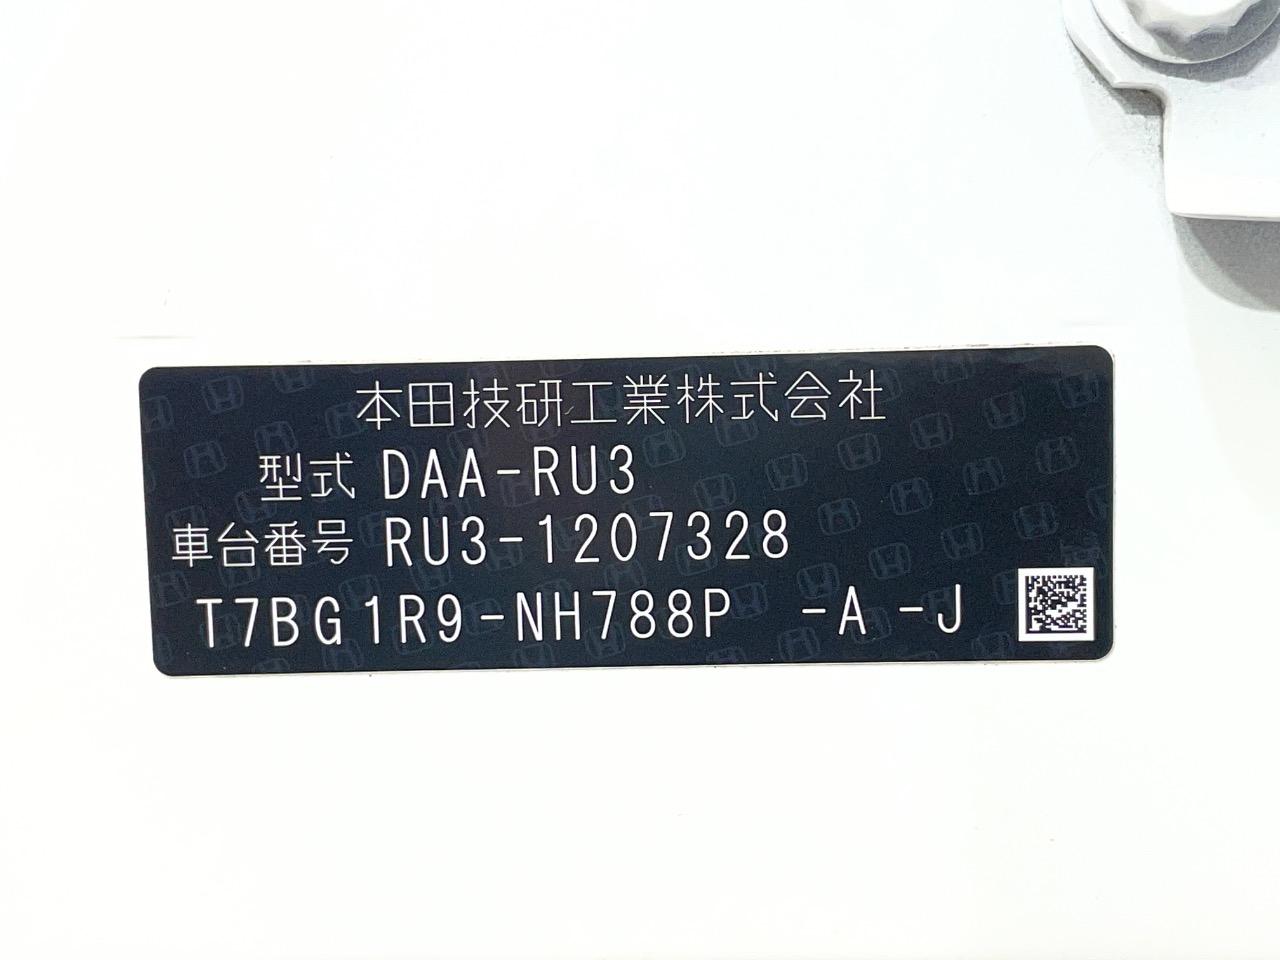 本田技研工業株式会社
型式 DAA-RU3
車台番号 RU3-1207328
T7BG1R9-NH788P -A -J